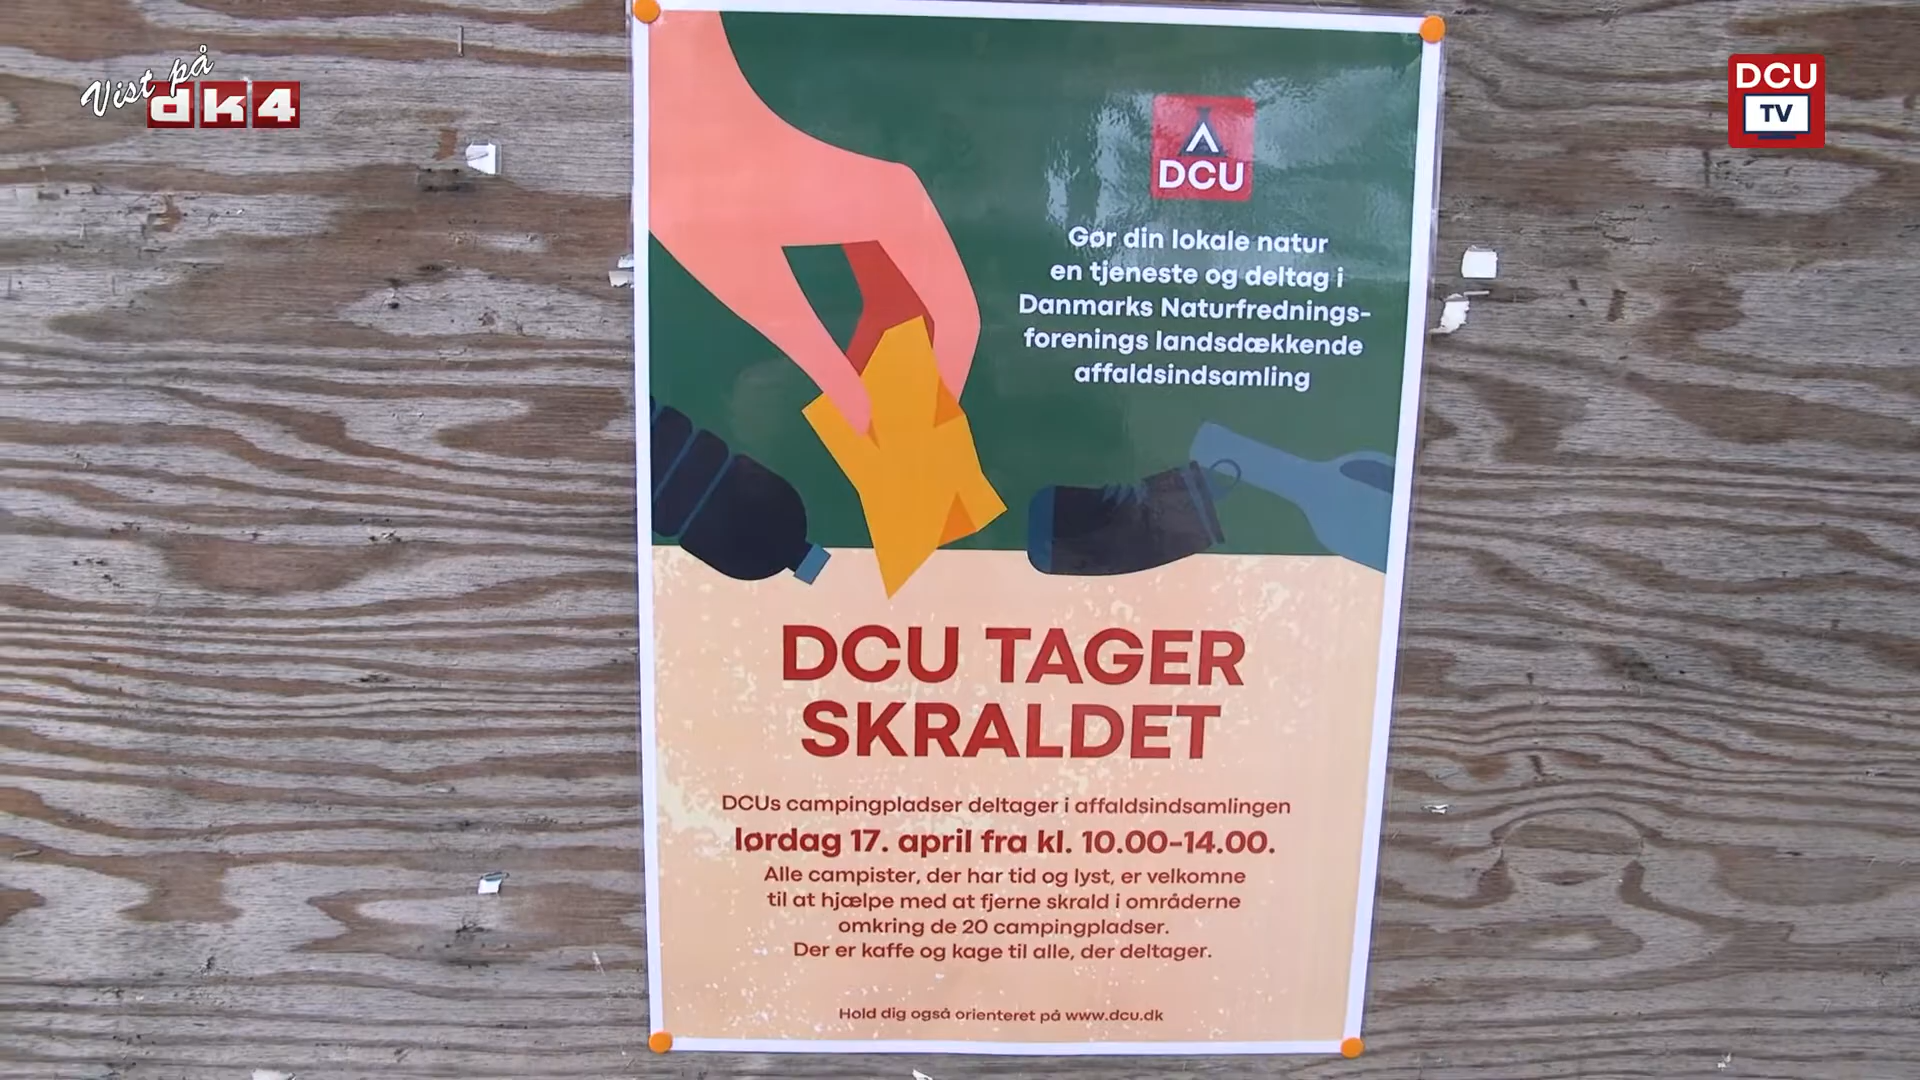 Vist på
dk4
DCU
TV
DCU
Gør din lokale natur
en tjeneste og deltag i
Danmarks Naturfrednings-
forenings landsdækkende
affaldsindsamling
DCU TAGER
SKRALDET
DCUs campingpladser deltager i affaldsindsamlingen
lørdag 17. april fra kl. 10.00-14.00.
Alle campister, der har tid og lyst, er velkomne
til at hjælpe med at fjerne skrald i områderne
omkring de 20 campingpladser.
Der er kaffe og kage til alle, der deltager.
Hold dig også orienteret på www.dcu.dk